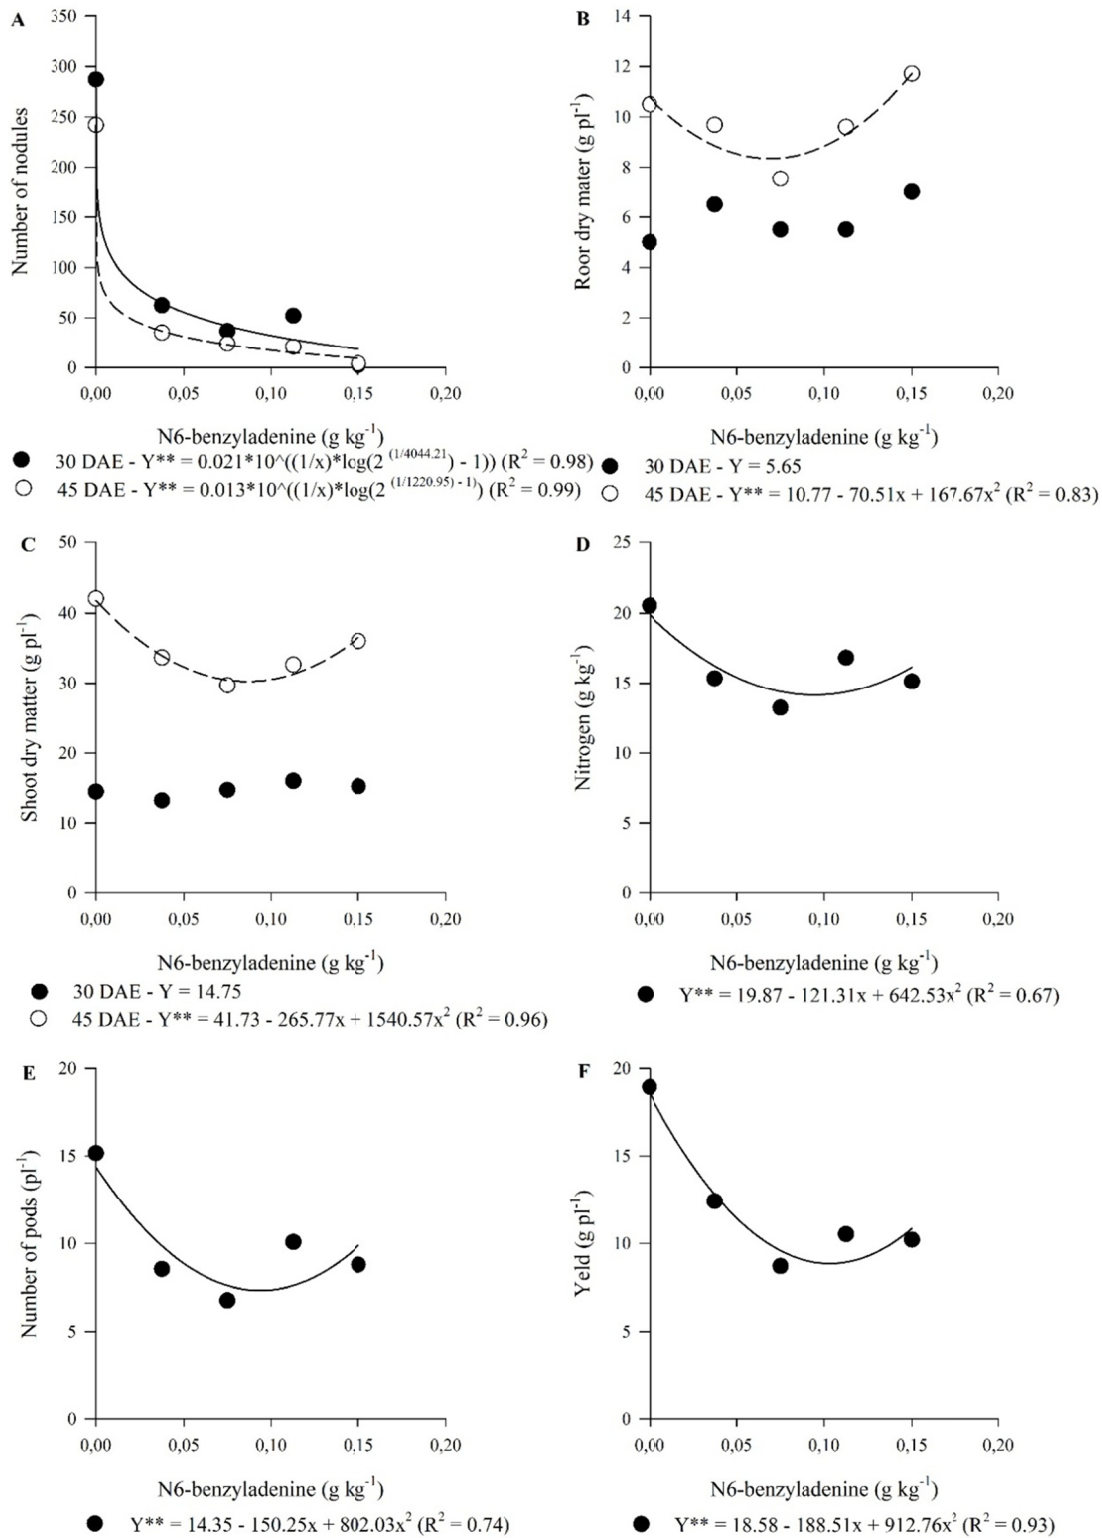 A
350
300
250
200
150
100
50
0
Number of nodules
0,00 0,05 0,10 0,15 0,20
N6-benzyladenine (g kg⁻¹)
30 DAE - Y** = 0.021*10^((1/x)*log(2 ⁽¹/⁴⁰⁴⁴·²¹⁾) - 1)) (R² = 0.98)
45 DAE - Y** = 0.013*10^((1/x)*log(2 ⁽¹/¹²²⁰·⁹⁵⁾ ⁻ ¹⁾) (R² = 0.99)
B
14
12
10
8
6
4
2
0
Roor dry mater (g pl⁻¹)
0,00 0,05 0,10 0,15 0,20
N6-benzyladenine (g kg⁻¹)
30 DAE - Y = 5.65
45 DAE - Y** = 10.77 - 70.51x + 167.67x² (R² = 0.83)
C
50
40
30
20
10
0
Shoot dry matter (g pl⁻¹)
0,00 0,05 0,10 0,15 0,20
N6-benzyladenine (g kg⁻¹)
30 DAE - Y = 14.75
45 DAE - Y** = 41.73 - 265.77x + 1540.57x² (R² = 0.96)
D
25
20
15
10
5
0
Nitrogen (g kg⁻¹)
0,00 0,05 0,10 0,15 0,20
N6-benzyladenine (g kg⁻¹)
Y** = 19.87 - 121.31x + 642.53x² (R² = 0.67)
E
20
15
10
5
0
Number of pods (pl⁻¹)
0,00 0,05 0,10 0,15 0,20
N6-benzyladenine (g kg⁻¹)
Y** = 14.35 - 150.25x + 802.03x² (R² = 0.74)
F
20
15
10
5
0
Yeld (g pl⁻¹)
0,00 0,05 0,10 0,15 0,20
N6-benzyladenine (g kg⁻¹)
Y** = 18.58 - 188.51x + 912.76x² (R² = 0.93)